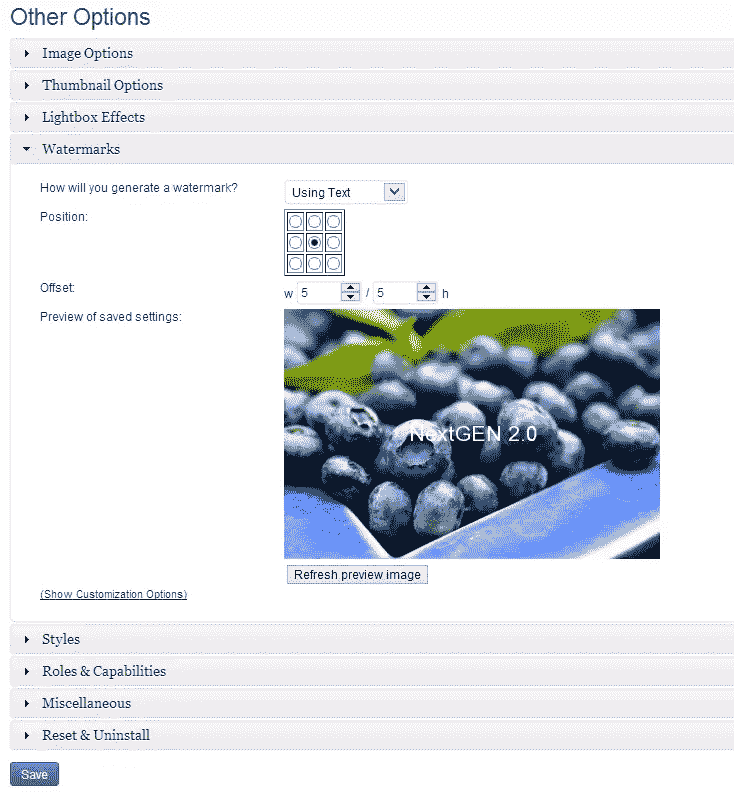 Other Options
Image Options
Thumbnail Options
Lightbox Effects
Watermarks
How will you generate a watermark? Using Text
Position:
Offset: w 5 / 5 h
Preview of saved settings:
NextGEN 2.0
Refresh preview image
(Show Customization Options)
Styles
Roles & Capabilities
Miscellaneous
Reset & Uninstall
Save